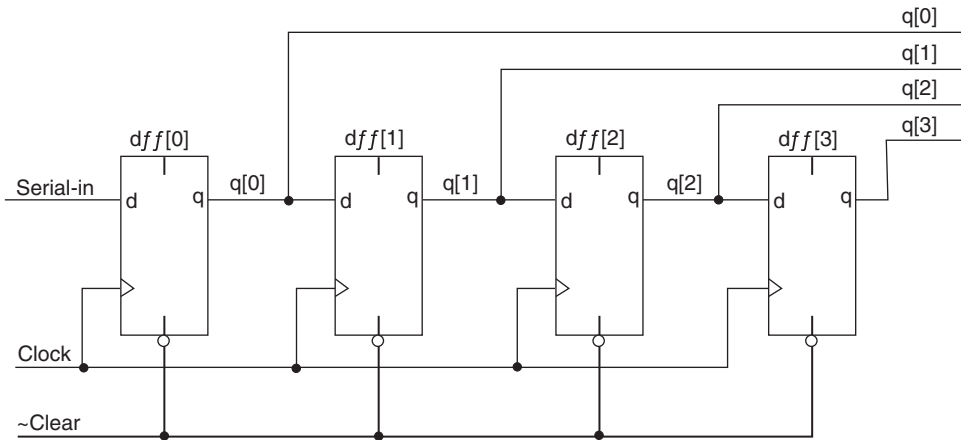 q[0]
q[1]
q[2]
q[3]
dff[0]
dff[1]
dff[2]
dff[3]
Serial-in
d
q
q[0]
d
q
q[1]
d
q
q[2]
d
q
Clock
~Clear